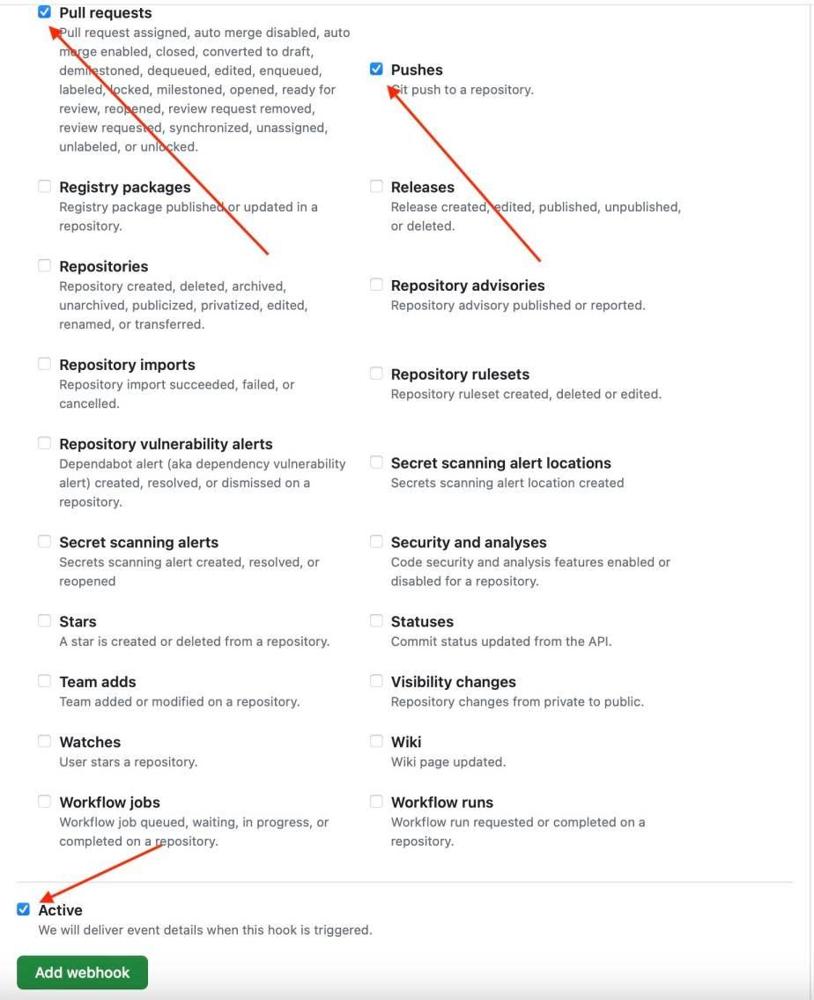 Pull requests
Pull request assigned, auto merge disabled, auto
merge enabled, closed, converted to draft,
demilestoned, dequeued, edited, enqueued,
labeled, locked, milestoned, opened, ready for
review, reopened, review request removed,
review requested, synchronized, unassigned,
unlabeled, or unlocked.
Pushes
Git push to a repository.
Registry packages
Registry package published or updated in a
repository.
Releases
Release created, edited, published, unpublished,
or deleted.
Repositories
Repository created, deleted, archived,
unarchived, publicized, privatized, edited,
renamed, or transferred.
Repository advisories
Repository advisory published or reported.
Repository imports
Repository import succeeded, failed, or
cancelled.
Repository rulesets
Repository ruleset created, deleted or edited.
Repository vulnerability alerts
Dependabot alert (aka dependency vulnerability
alert) created, resolved, or dismissed on a
repository.
Secret scanning alert locations
Secrets scanning alert location created
Secret scanning alerts
Secrets scanning alert created, resolved, or
reopened
Security and analyses
Code security and analysis features enabled or
disabled for a repository.
Stars
A star is created or deleted from a repository.
Statuses
Commit status updated from the API.
Team adds
Team added or modified on a repository.
Visibility changes
Repository changes from private to public.
Watches
User stars a repository.
Wiki
Wiki page updated.
Workflow jobs
Workflow job queued, waiting, in progress, or
completed on a repository.
Workflow runs
Workflow run requested or completed on a
repository.
Active
We will deliver event details when this hook is triggered.
Add webhook